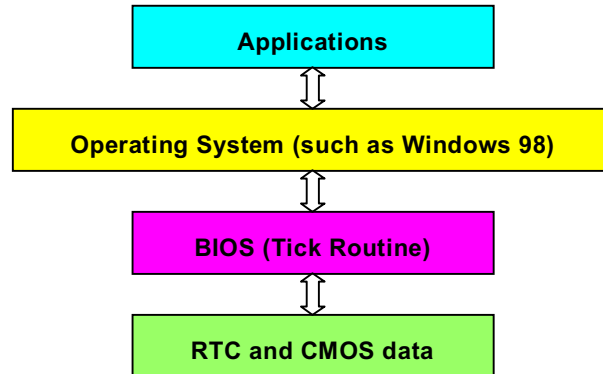 Applications
Operating System (such as Windows 98)
BIOS (Tick Routine)
RTC and CMOS data